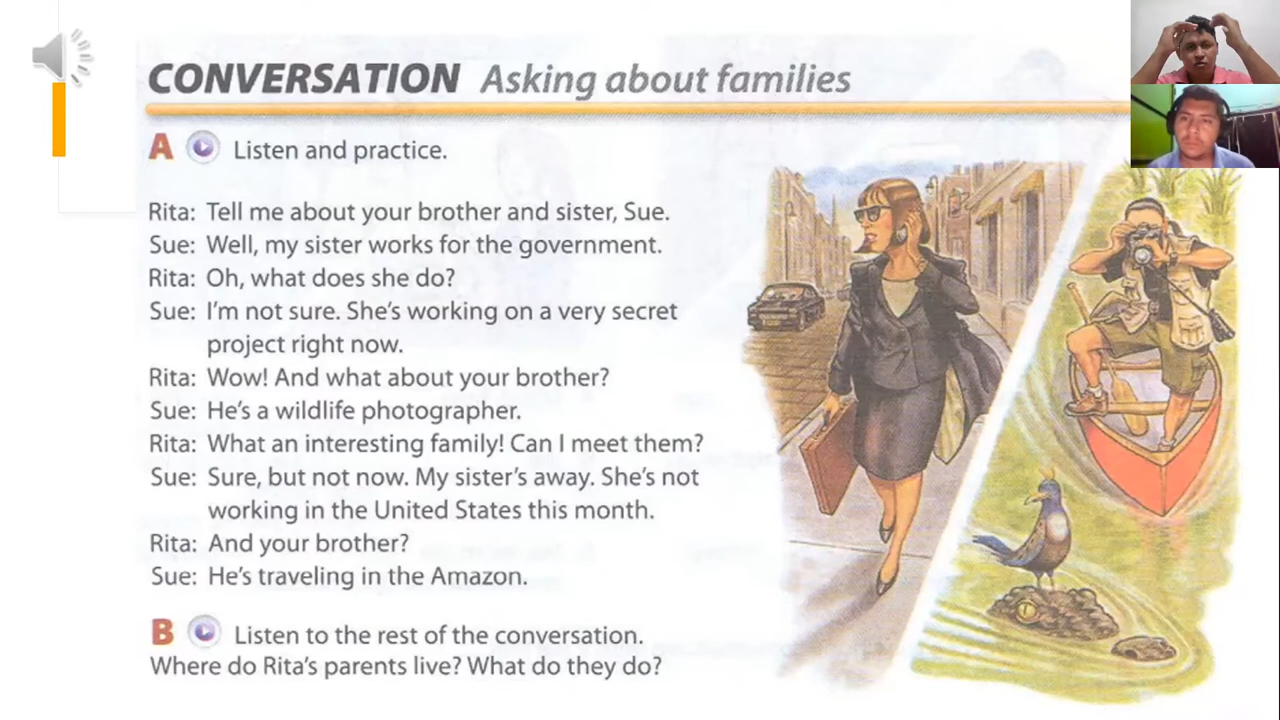 CONVERSATION Asking about families
A Listen and practice.
Rita: Tell me about your brother and sister, Sue.
Sue: Well, my sister works for the government.
Rita: Oh, what does she do?
Sue: I'm not sure. She's working on a very secret
project right now.
Rita: Wow! And what about your brother?
Sue: He's a wildlife photographer.
Rita: What an interesting family! Can I meet them?
Sue: Sure, but not now. My sister's away. She's not
working in the United States this month.
Rita: And your brother?
Sue: He's traveling in the Amazon.
B Listen to the rest of the conversation.
Where do Rita's parents live? What do they do?